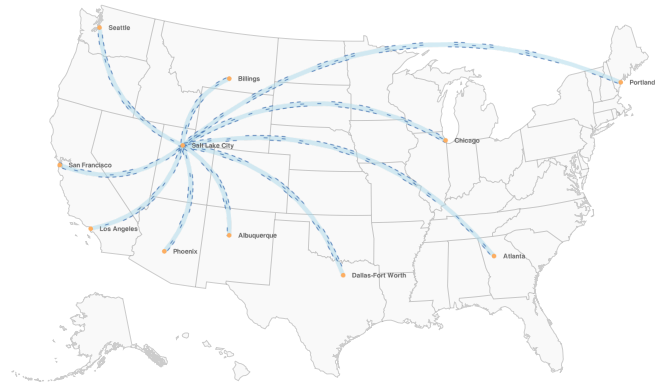 Seattle
Billings
Portland
Chicago
Salt Lake City
San Francisco
Los Angeles
Albuquerque
Phoenix
Atlanta
Dallas-Fort Worth